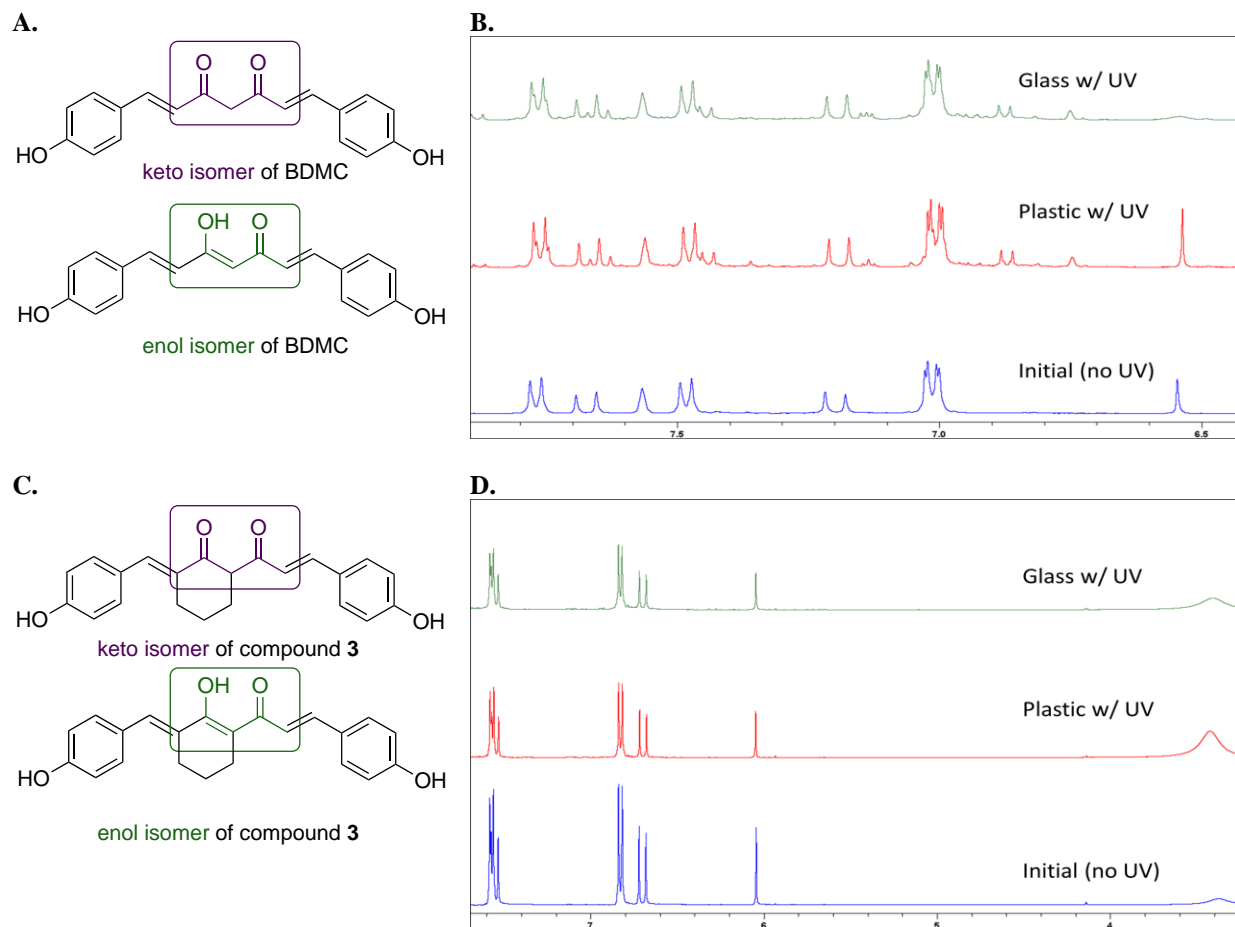 A.
O O
HO OH
keto isomer of BDMC
OH O
HO OH
enol isomer of BDMC
B.
Glass w/ UV
Plastic w/ UV
Initial (no UV)
7.5 7.0 6.5
C.
O O
HO OH
keto isomer of compound 3
OH O
HO OH
enol isomer of compound 3
D.
Glass w/ UV
Plastic w/ UV
Initial (no UV)
7 6 5 4